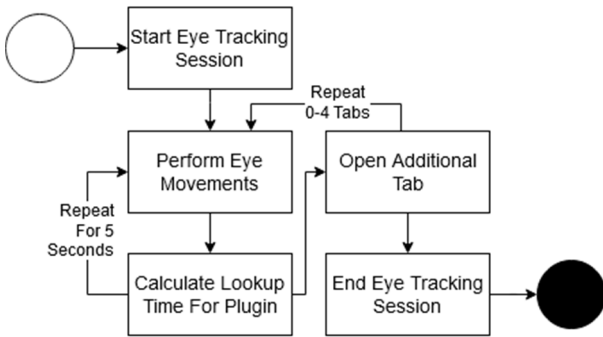 Start Eye Tracking
Session
Repeat
0-4 Tabs
Perform Eye
Movements
Open Additional
Tab
Repeat
For 5
Seconds
Calculate Lookup
Time For Plugin
End Eye Tracking
Session